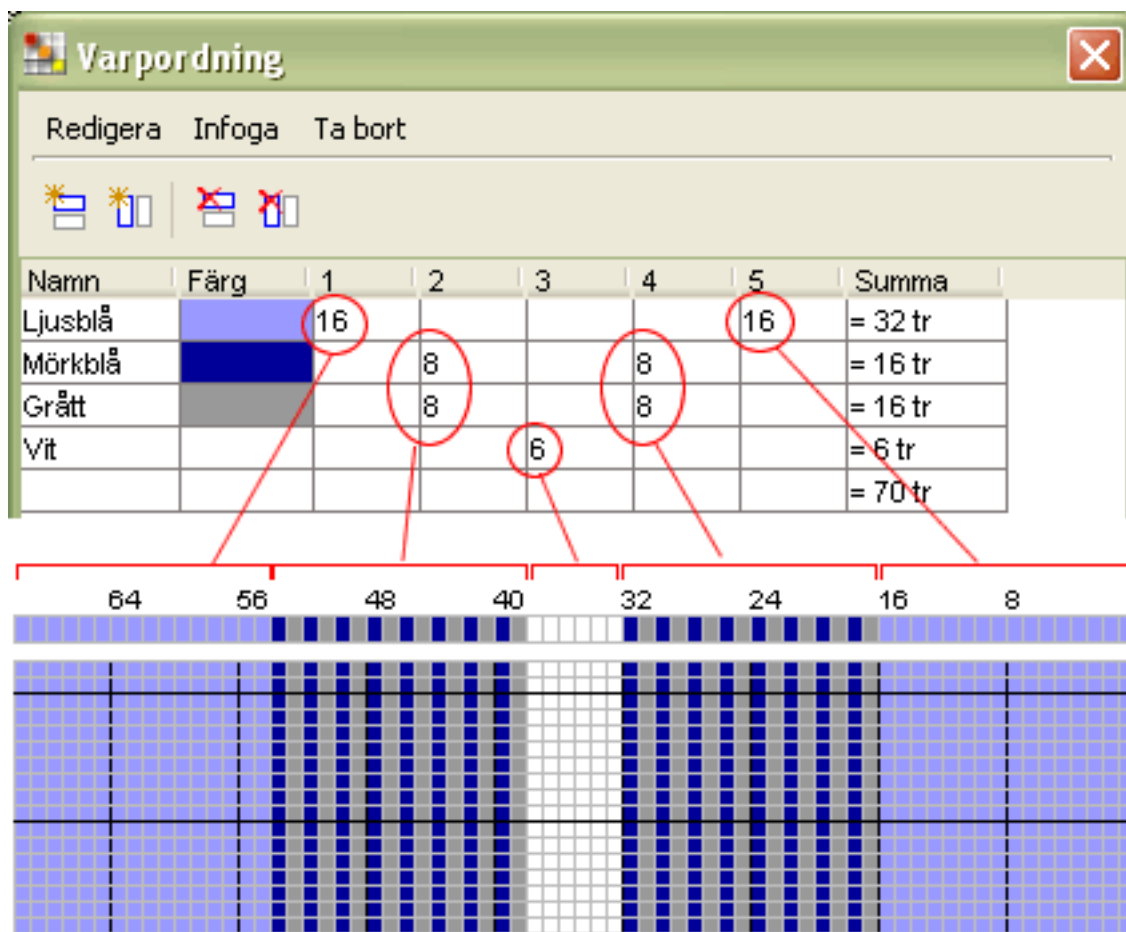 Varpordning
Redigera Infoga Ta bort
Namn Färg 1 2 3 4 5 Summa
Ljusblå 16 16 = 32 tr
Mörkblå 8 8 = 16 tr
Grått 8 8 = 16 tr
Vit 6 = 6 tr
= 70 tr
64 56 48 40 32 24 16 8